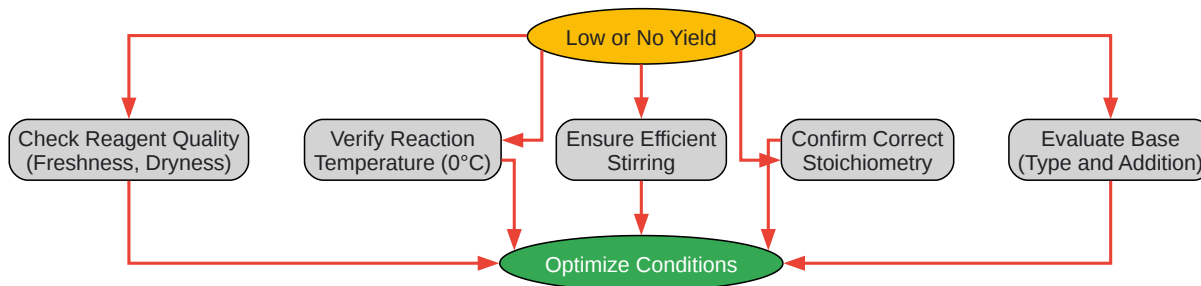 Low or No Yield
Check Reagent Quality
(Freshness, Dryness)
Verify Reaction
Temperature (0°C)
Ensure Efficient
Stirring
Confirm Correct
Stoichiometry
Evaluate Base
(Type and Addition)
Optimize Conditions